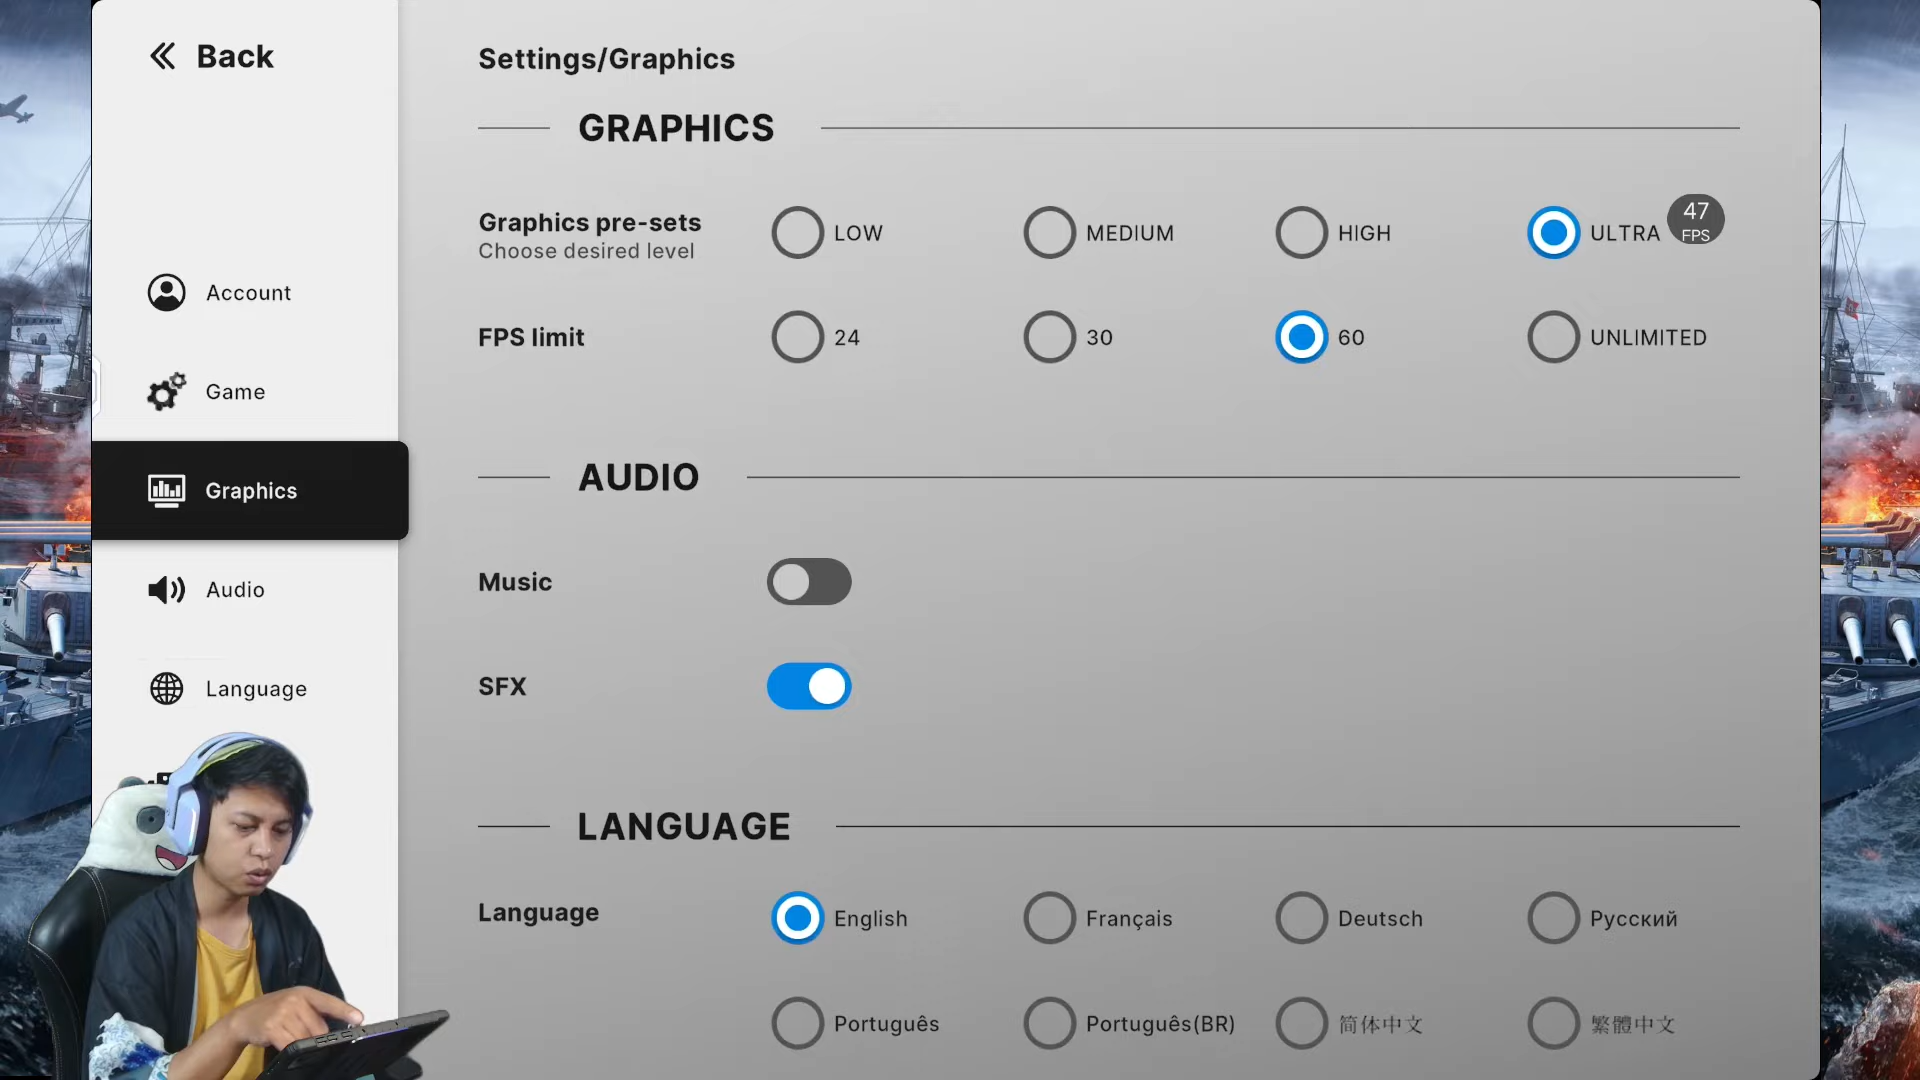 Back
Account
Game
Graphics
Audio
Language
Settings/Graphics
GRAPHICS
Graphics pre-sets
Choose desired level
LOW MEDIUM HIGH ULTRA
47
FPS
FPS limit 24 30 60 UNLIMITED
AUDIO
Music
SFX
LANGUAGE
Language English Français Deutsch Русский
Português Português(BR) 简体中文 繁體中文